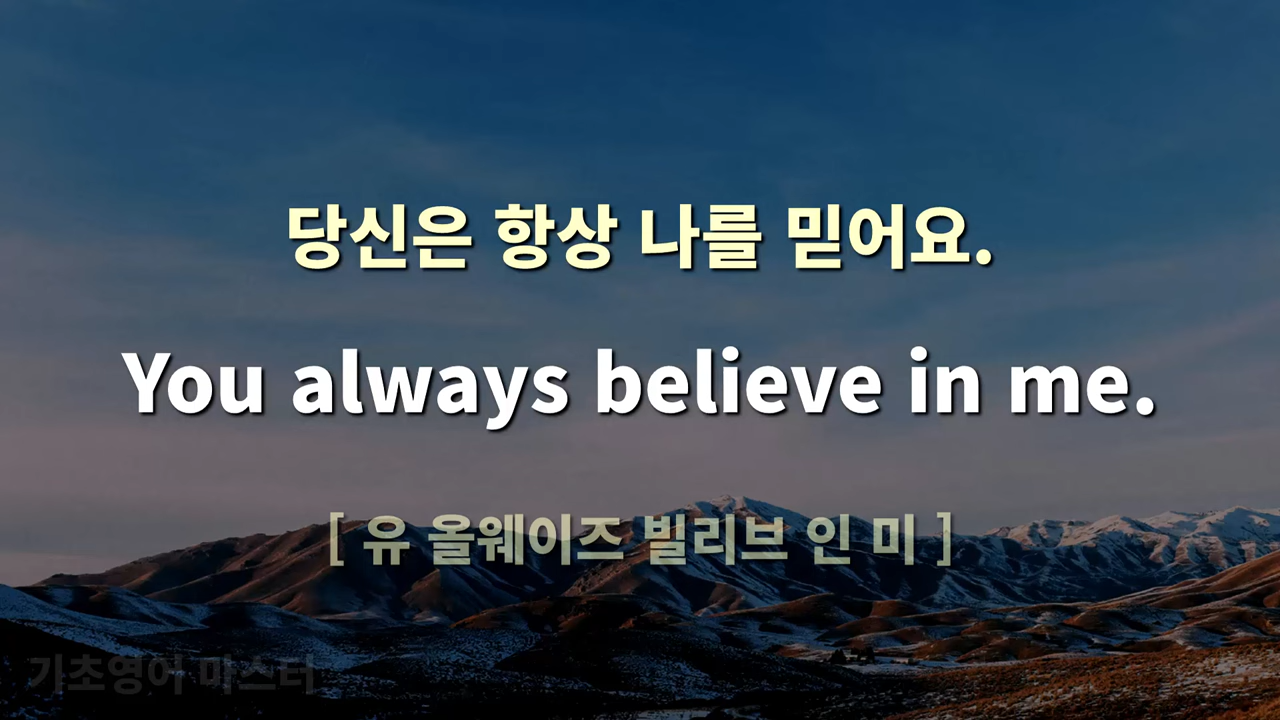 당신은 항상 나를 믿어요.
You always believe in me.
[ 유 올웨이즈 빌리브 인 미 ]
기초영어 마스터